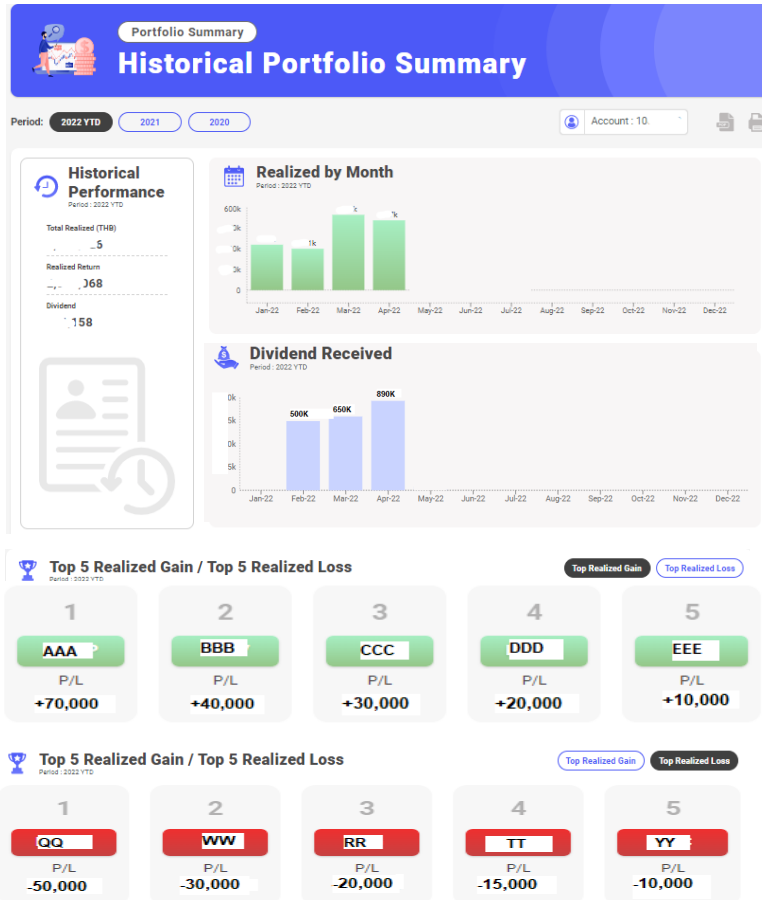 Portfolio Summary
Historical Portfolio Summary
Period: 2022 YTD 2021 2020
Account : 10.
Historical
Performance
Period : 2022 YTD
Total Realized (THB)
Realized Return
068
Dividend
158
Realized by Month
Period : 2022 YTD
600k
1k
0
Jan-22 Feb-22 Mar-22 Apr-22 May-22 Jun-22 Jul-22 Aug-22 Sep-22 Oct-22 Nov-22 Dec-22
Dividend Received
Period : 2022 YTD
500K 650K 890K
0
Jan-22 Feb-22 Mar-22 Apr-22 May-22 Jun-22 Jul-22 Aug-22 Sep-22 Oct-22 Nov-22 Dec-22
Top 5 Realized Gain / Top 5 Realized Loss
Period : 2022 YTD
Top Realized Gain Top Realized Loss
1 2 3 4 5
AAA BBB CCC DDD EEE
P/L P/L P/L P/L P/L
+70,000 +40,000 +30,000 +20,000 +10,000
Top 5 Realized Gain / Top 5 Realized Loss
Period : 2022 YTD
Top Realized Gain Top Realized Loss
1 2 3 4 5
QQ WW RR TT YY
P/L P/L P/L P/L P/L
-50,000 -30,000 -20,000 -15,000 -10,000